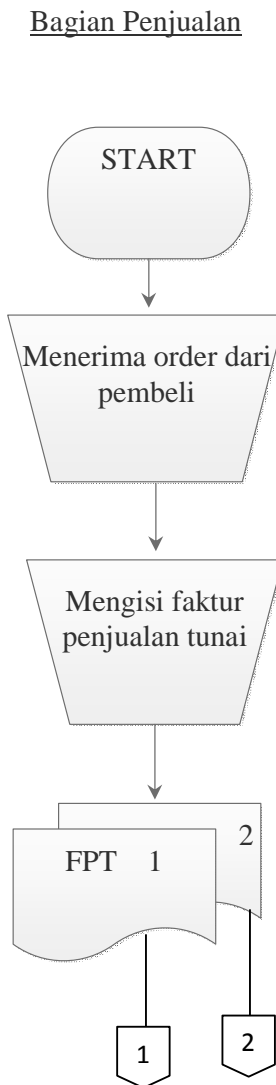 Bagian Penjualan
START
Menerima order dari
pembeli
Mengisi faktur
penjualan tunai
2
FPT 1
1
2